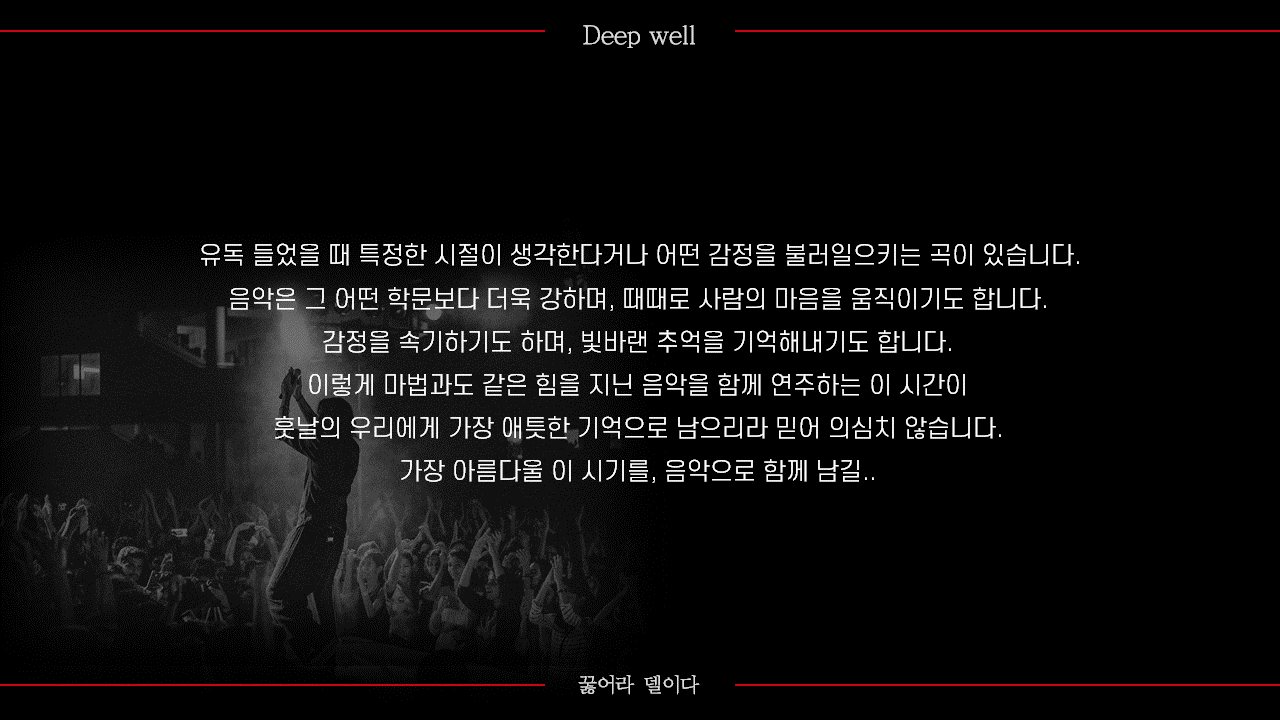 Deep well
유독 들었을 때 특정한 시절이 생각한다거나 어떤 감정을 불러일으키는 곡이 있습니다.
음악은 그 어떤 학문보다 더욱 강하며, 때때로 사람의 마음을 움직이기도 합니다.
감정을 속기하기도 하며, 빛바랜 추억을 기억해내기도 합니다.
이렇게 마법과도 같은 힘을 지닌 음악을 함께 연주하는 이 시간이
훗날의 우리에게 가장 애틋한 기억으로 남으리라 믿어 의심치 않습니다.
가장 아름다울 이 시기를, 음악으로 함께 남길..
꿇어라 델이다